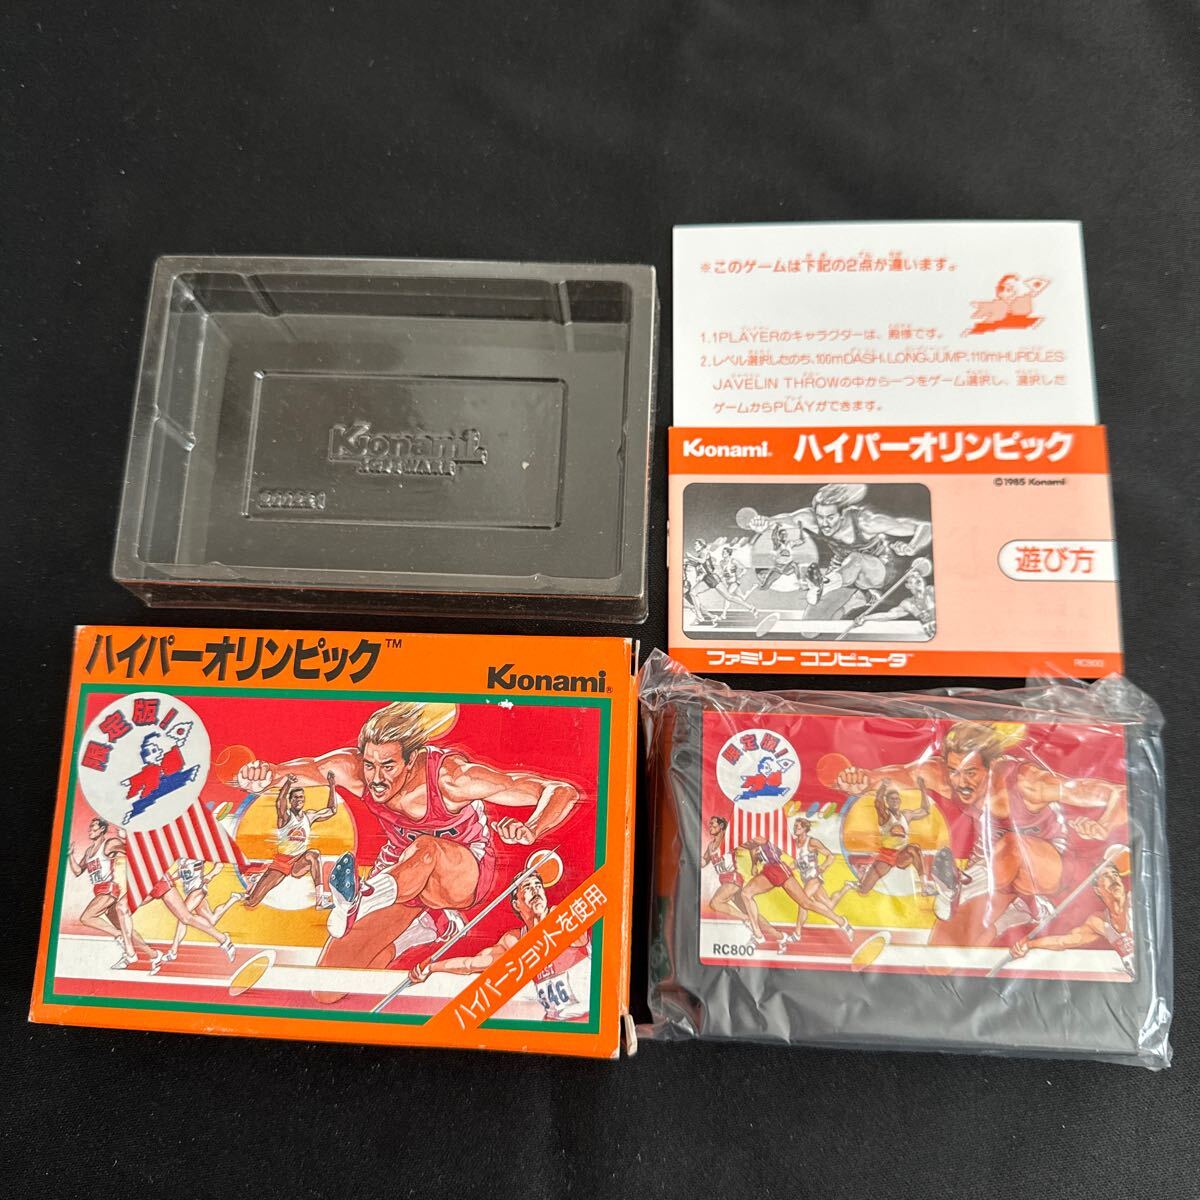 Konami
SOFTWARE
※このゲームは下記の2点が違います。
1.1PLAYERのキャラクターは、殿様です。
2.レベル選択したのち、100mDASH、LONGJUMP、110mHURDLES
JAVELIN THROWの中から一つをゲーム選択し、選択した
ゲームからPLAYができます。
Konami® ハイパーオリンピック
©1985 Konami
遊び方
ファミリーコンピュータ™
RC800
ハイパーオリンピック™
Konami®
限定版!
ハイパーショットを使用
646
限定版!
RC800